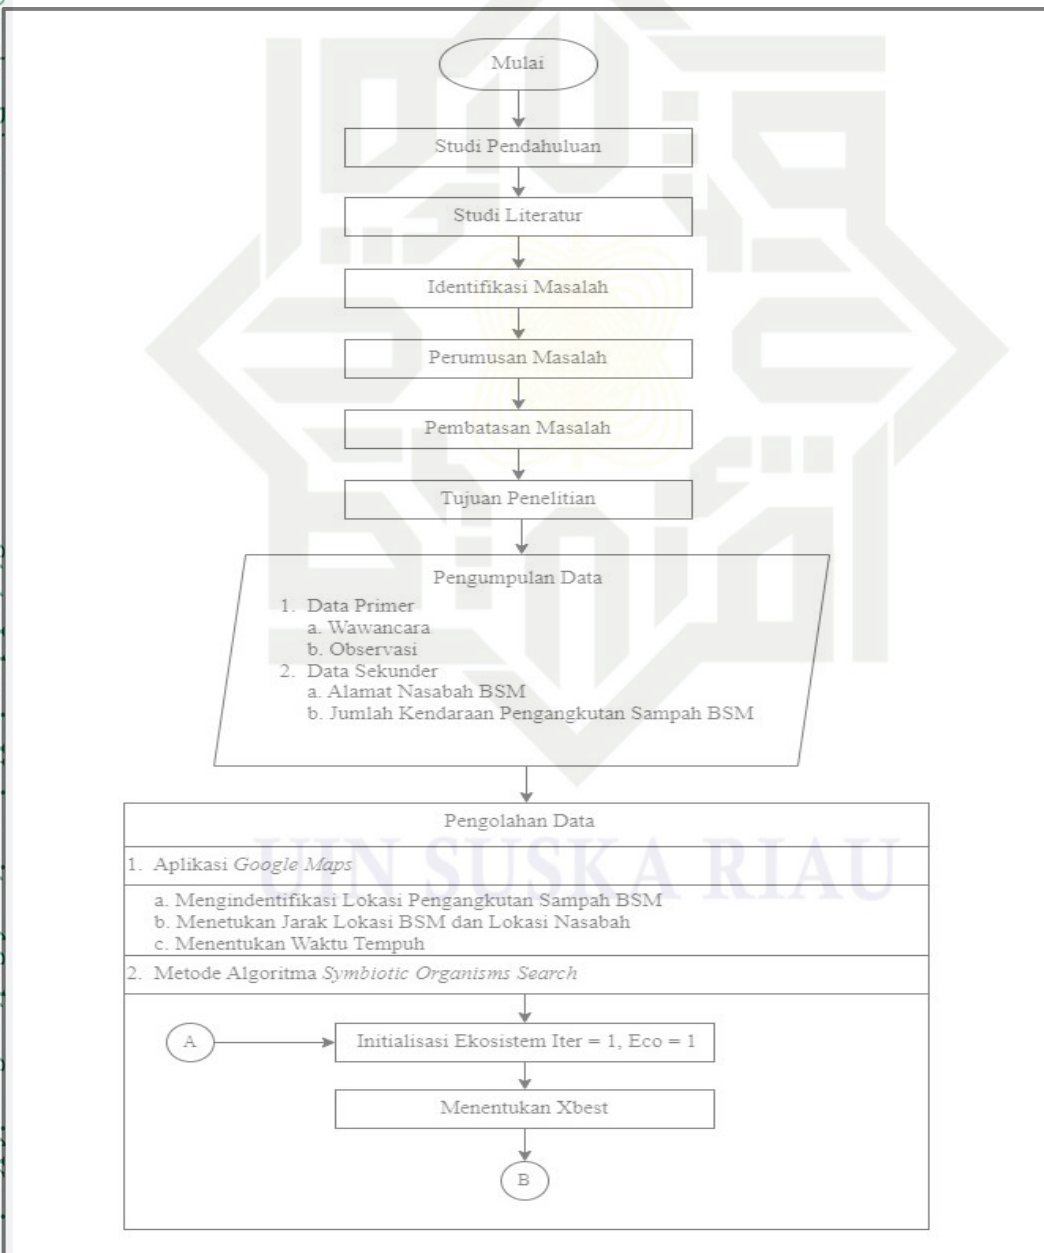 Mulai
Studi Pendahuluan
Studi Literatur
Identifikasi Masalah
Perumusan Masalah
Pembatasan Masalah
Tujuan Penelitian
Pengumpulan Data
1. Data Primer
a. Wawancara
b. Observasi
2. Data Sekunder
a. Alamat Nasabah BSM
b. Jumlah Kendaraan Pengangkutan Sampah BSM
Pengolahan Data
UIN SUSKA RIAU
1. Aplikasi Google Maps
a. Mengindentifikasi Lokasi Pengangkutan Sampah BSM
b. Menetukan Jarak Lokasi BSM dan Lokasi Nasabah
c. Menentukan Waktu Tempuh
2. Metode Algoritma Symbiotic Organisms Search
A
Initialisasi Ekosistem Iter = 1, Eco = 1
Menentukan Xbest
B